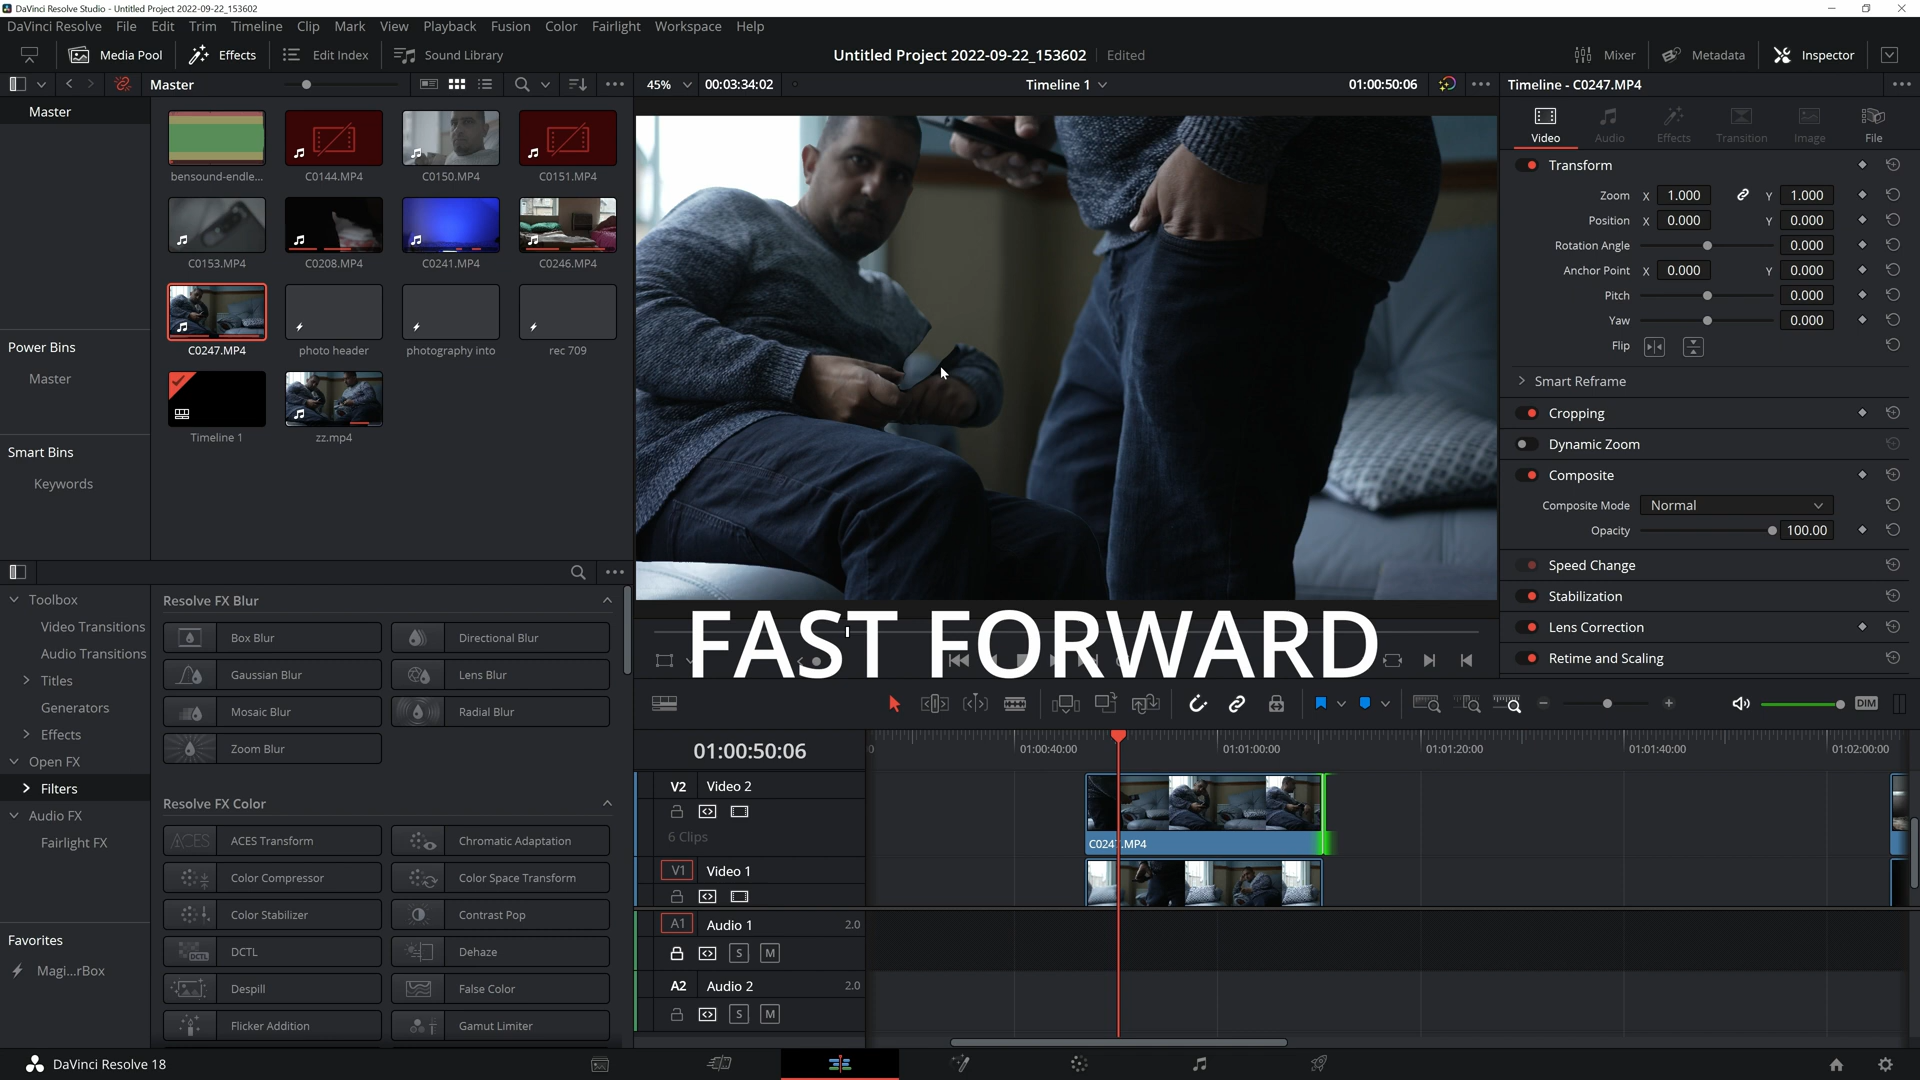 DaVinci Resolve Studio - Untitled Project 2022-09-22_153602
DaVinci Resolve File Edit Trim Timeline Clip Mark View Playback Fusion Color Fairlight Workspace Help
Media Pool Effects Edit Index Sound Library
Untitled Project 2022-09-22_153602 Edited
Mixer Metadata Inspector
Master
45% 00:03:34:02 Timeline 1 01:00:50:06
Timeline - C0247.MP4
Master
Power Bins
Master
Smart Bins
Keywords
bensound-endle... C0144.MP4 C0150.MP4 C0151.MP4
C0153.MP4 C0208.MP4 C0241.MP4 C0246.MP4
C0247.MP4 photo header photography into rec 709
Timeline 1 zz.mp4
Video Audio Effects Transition Image File
Transform
Zoom X 1.000 Y 1.000
Position X 0.000 Y 0.000
Rotation Angle 0.000
Anchor Point X 0.000 Y 0.000
Pitch 0.000
Yaw 0.000
Flip
Smart Reframe
Cropping
Dynamic Zoom
Composite
Composite Mode Normal
Opacity 100.00
Speed Change
Stabilization
Lens Correction
Retime and Scaling
FAST FORWARD
Toolbox
Video Transitions
Audio Transitions
Titles
Generators
Effects
Open FX
Filters
Audio FX
Fairlight FX
Favorites
Magi...rBox
Resolve FX Blur
Box Blur Directional Blur
Gaussian Blur Lens Blur
Mosaic Blur Radial Blur
Zoom Blur
Resolve FX Color
ACES ACES Transform Chromatic Adaptation
Color Compressor Color Space Transform
Color Stabilizer Contrast Pop
DCTL DCTL Dehaze
Despill False Color
Flicker Addition Gamut Limiter
DIM
01:00:50:06
01:00:40:00 01:01:00:00 01:01:20:00 01:01:40:00 01:02:00:00
V2 Video 2
6 Clips
C0247.MP4
V1 Video 1
A1 Audio 1 2.0
S M
A2 Audio 2 2.0
S M
DaVinci Resolve 18